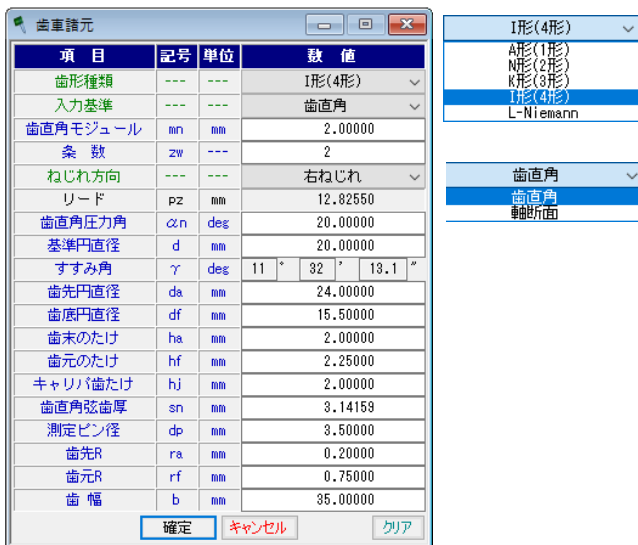 歯車諸元
項 目 記号 単位 数 値
歯形種類 --- --- I形(4形)
入力基準 --- --- 歯直角
歯直角モジュール mn mm 2.00000
条 数 zw --- 2
ねじれ方向 --- --- 右ねじれ
リード pz mm 12.82550
歯直角圧力角 αn deg 20.00000
基準円直径 d mm 20.00000
すすみ角 γ deg 11 ° 32 ′ 13.1 ″
歯先円直径 da mm 24.00000
歯底円直径 df mm 15.50000
歯末のたけ ha mm 2.00000
歯元のたけ hf mm 2.25000
キャリパ歯たけ hj mm 2.00000
歯直角弦歯厚 sn mm 3.14159
測定ピン径 dp mm 3.50000
歯先R ra mm 0.20000
歯元R rf mm 0.75000
歯 幅 b mm 35.00000
確定 キャンセル クリア
I形(4形)
A形(1形)
N形(2形)
K形(3形)
I形(4形)
L-Niemann
歯直角
歯直角
軸断面